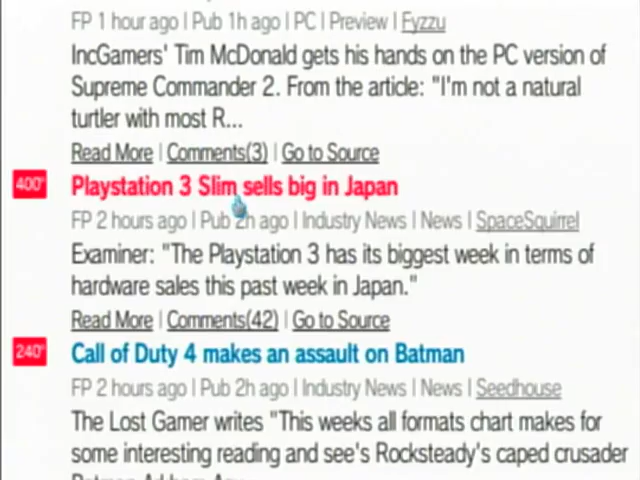 FP 1 hour ago | Pub 1h ago | PC | Preview | Fyzzu
IncGamers' Tim McDonald gets his hands on the PC version of
Supreme Commander 2. From the article: "I'm not a natural
turtler with most R...
Read More | Comments(3) | Go to Source
400° Playstation 3 Slim sells big in Japan
FP 2 hours ago | Pub 2h ago | Industry News | News | SpaceSquirrel
Examiner: "The Playstation 3 has its biggest week in terms of
hardware sales this past week in Japan."
Read More | Comments(42) | Go to Source
240° Call of Duty 4 makes an assault on Batman
FP 2 hours ago | Pub 2h ago | Industry News | News | Seedhouse
The Lost Gamer writes "This weeks all formats chart makes for
some interesting reading and see's Rocksteady's caped crusader